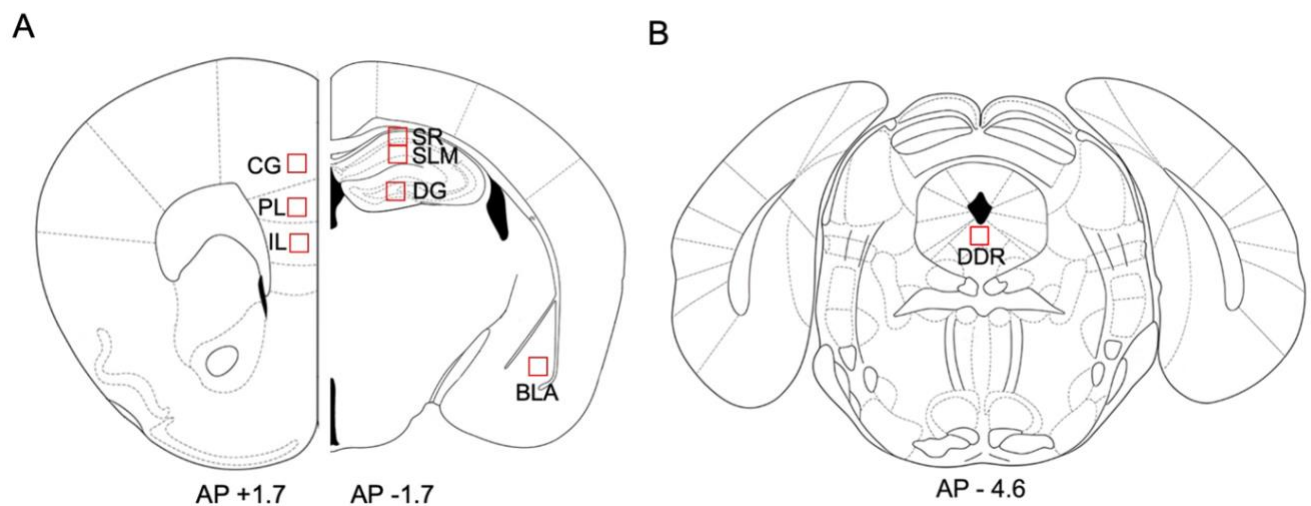 A
B
CG
PL
IL
SR
SLM
DG
BLA
DDR
AP +1.7
AP -1.7
AP - 4.6